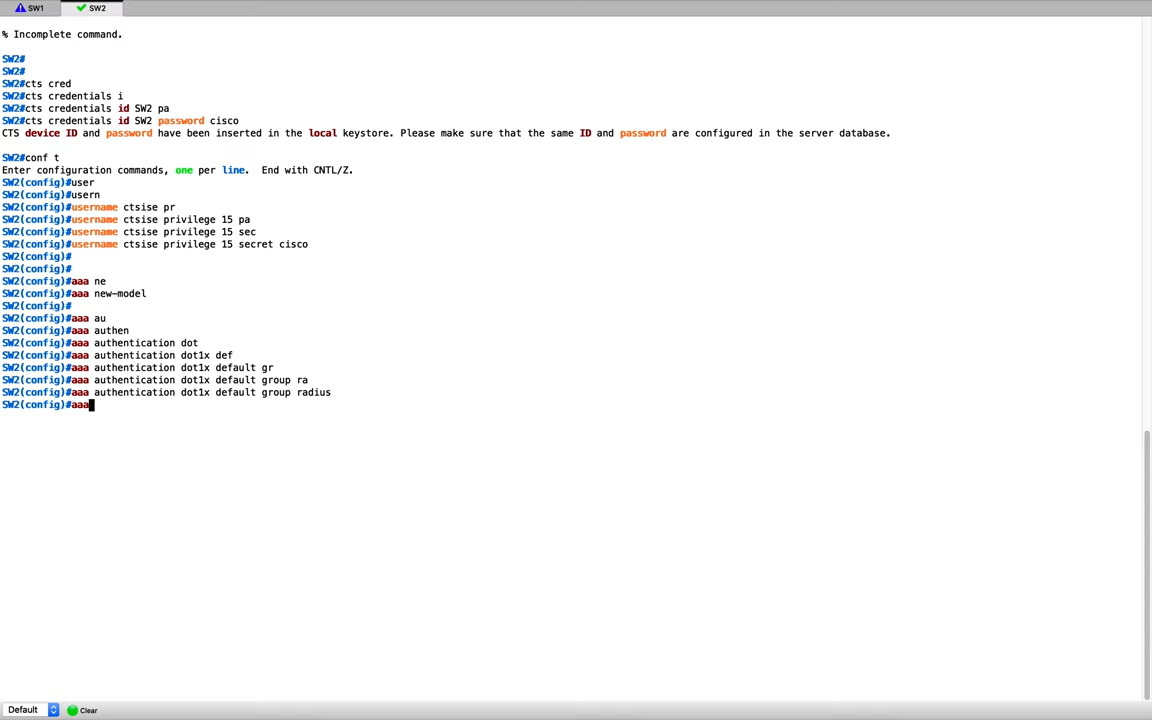 SW1
SW2
% Incomplete command.
SW2#
SW2#
SW2#cts cred
SW2#cts credentials i
SW2#cts credentials id SW2 pa
SW2#cts credentials id SW2 password cisco
CTS device ID and password have been inserted in the local keystore. Please make sure that the same ID and password are configured in the server database.
SW2#conf t
Enter configuration commands, one per line.  End with CNTL/Z.
SW2(config)#user
SW2(config)#usern
SW2(config)#username ctsise pr
SW2(config)#username ctsise privilege 15 pa
SW2(config)#username ctsise privilege 15 sec
SW2(config)#username ctsise privilege 15 secret cisco
SW2(config)#
SW2(config)#
SW2(config)#aaa ne
SW2(config)#aaa new-model
SW2(config)#
SW2(config)#aaa au
SW2(config)#aaa authen
SW2(config)#aaa authentication dot
SW2(config)#aaa authentication dot1x def
SW2(config)#aaa authentication dot1x default gr
SW2(config)#aaa authentication dot1x default group ra
SW2(config)#aaa authentication dot1x default group radius
SW2(config)#aaa
Default
Clear